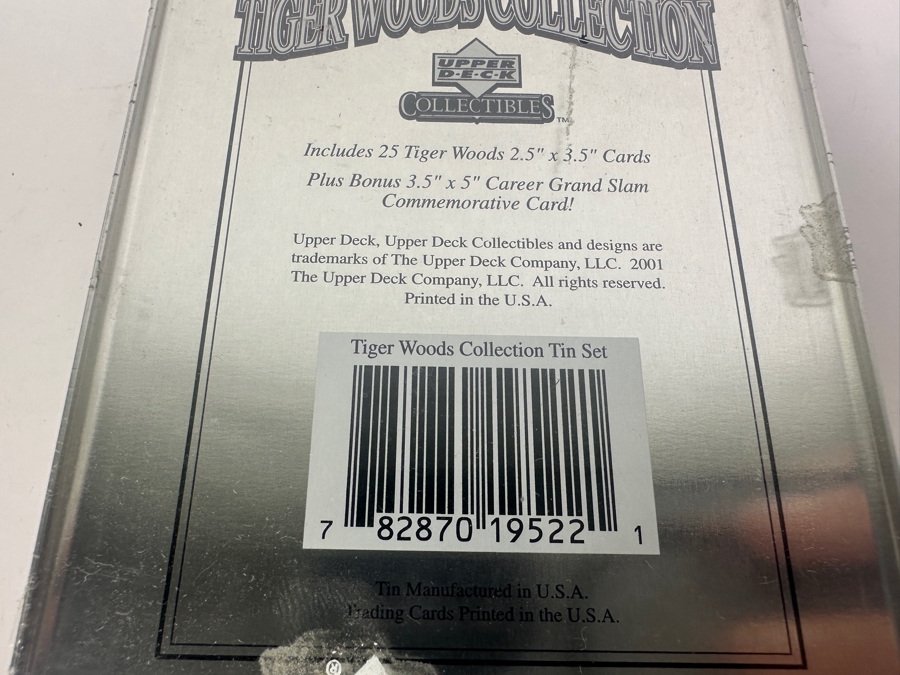 TIGER WOODS COLLECTION
UPPER
D·E·C·K
COLLECTIBLES™
Includes 25 Tiger Woods 2.5" x 3.5" Cards
Plus Bonus 3.5" x 5" Career Grand Slam
Commemorative Card!
Upper Deck, Upper Deck Collectibles and designs are
trademarks of The Upper Deck Company, LLC. 2001
The Upper Deck Company, LLC. All rights reserved.
Printed in the U.S.A.
Tiger Woods Collection Tin Set
7 82870 19522 1
Tin Manufactured in U.S.A.
Trading Cards Printed in the U.S.A.
®